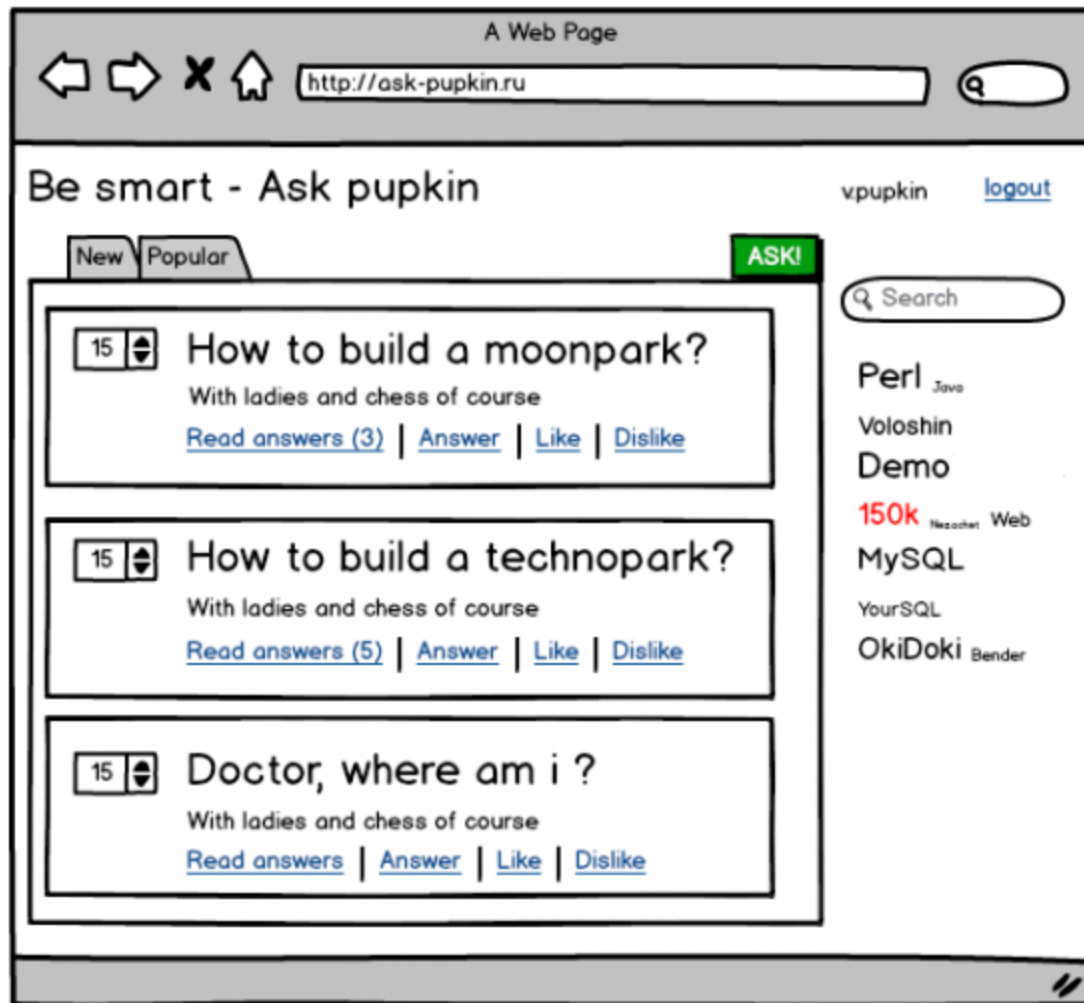 A Web Page
http://ask-pupkin.ru
Be smart - Ask pupkin
v.pupkin logout
New Popular
ASK!
Search
15 How to build a moonpark?
With ladies and chess of course
Read answers (3) | Answer | Like | Dislike
15 How to build a technopark?
With ladies and chess of course
Read answers (5) | Answer | Like | Dislike
15 Doctor, where am i ?
With ladies and chess of course
Read answers | Answer | Like | Dislike
Perl Java
Voloshin
Demo
150k Nezachet Web
MySQL
YourSQL
OkiDoki Bender